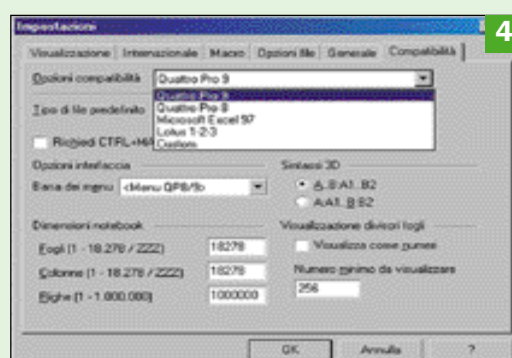 Impostazioni
4
Visualizzazione Internazionale Macro Opzioni file Generale Compatibilità
Opzioni compatibilità Quattro Pro 9
Quattro Pro 9
Tipo di file predefinito Quattro Pro 8
Microsoft Excel 97
Lotus 1-2-3
Richiedi Custom
Opzioni interfaccia Sintassi 3D
Barra dei menu <Menu QP8/9> A..B:A1..B2
A:A1..B:B2
Dimensioni notebook Visualizzazione divisori fogli
Fogli (1 - 18.278 / ZZZ) 18278 Visualizza come numeri
Colonne (1 - 18.278 / ZZZ) 18278 Numero minimo da visualizzare
Righe (1 - 1.000.000) 1000000 256
OK Annulla ?